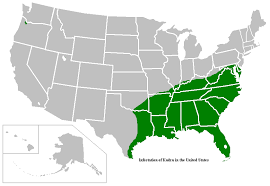 Infestation of Kudzu in the United States